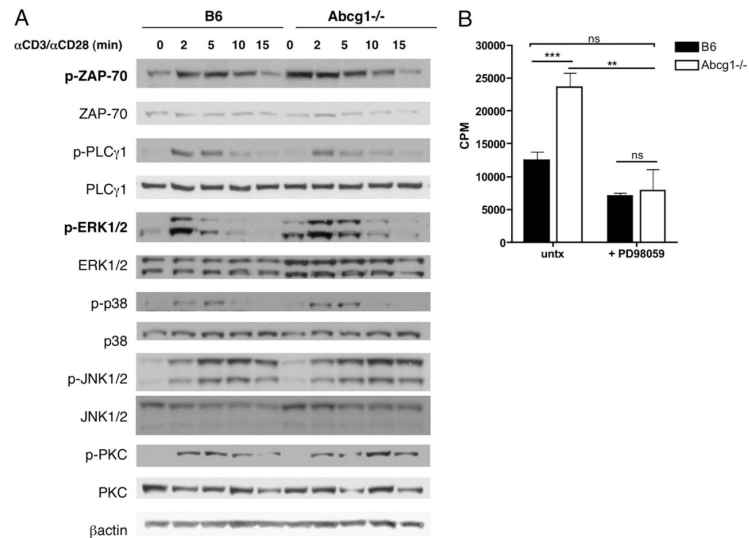 A
B6 Abcg1-/-
αCD3/αCD28 (min) 0 2 5 10 15 0 2 5 10 15
p-ZAP-70
ZAP-70
p-PLCγ1
PLCγ1
p-ERK1/2
ERK1/2
p-p38
p38
p-JNK1/2
JNK1/2
p-PKC
PKC
βactin
B
ns
B6
Abcg1-/-
***
**
ns
CPM
30000
25000
20000
15000
10000
5000
0
untx + PD98059